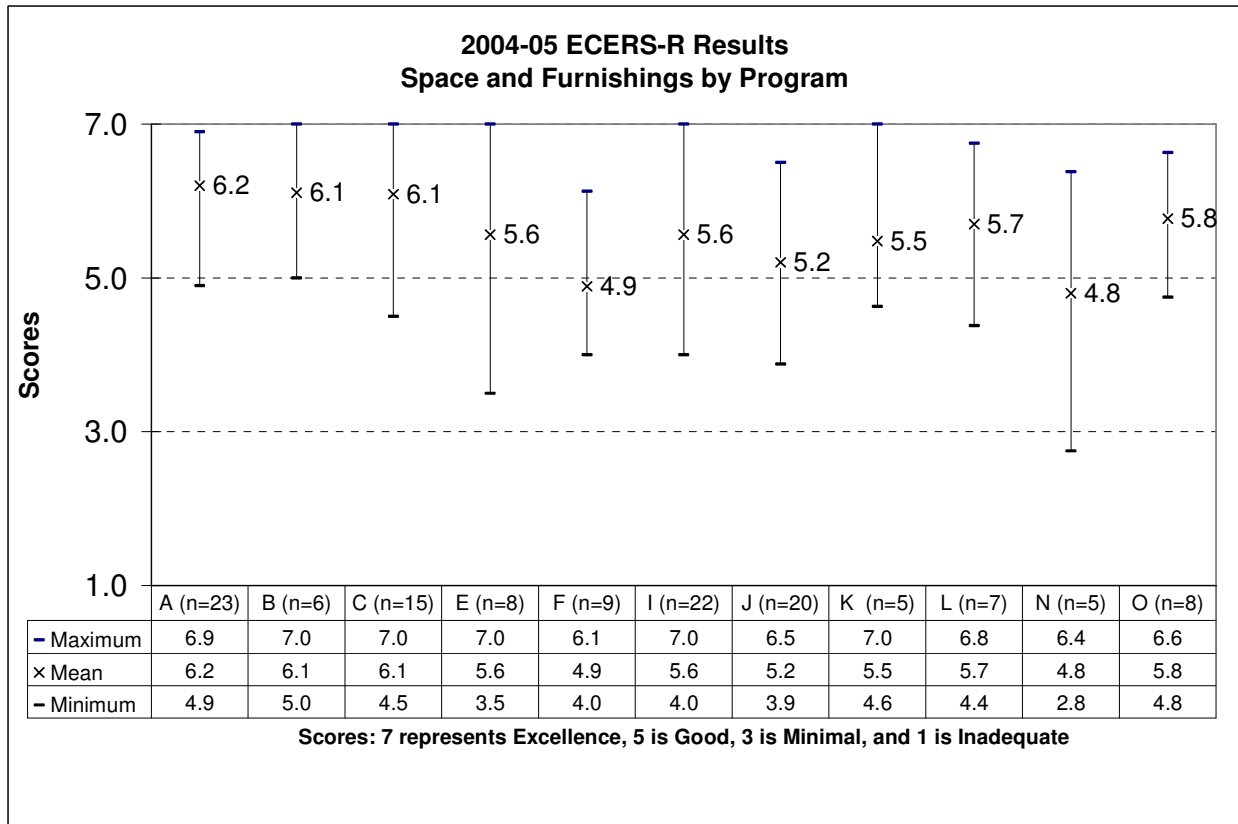 2004-05 ECERS-R Results
Space and Furnishings by Program
Scores
7.0
5.0
3.0
1.0
6.2
6.1
6.1
5.6
4.9
5.6
5.2
5.5
5.7
4.8
5.8
A (n=23) B (n=6) C (n=15) E (n=8) F (n=9) I (n=22) J (n=20) K (n=5) L (n=7) N (n=5) O (n=8)
Maximum 6.9 7.0 7.0 7.0 6.1 7.0 6.5 7.0 6.8 6.4 6.6
Mean 6.2 6.1 6.1 5.6 4.9 5.6 5.2 5.5 5.7 4.8 5.8
Minimum 4.9 5.0 4.5 3.5 4.0 4.0 3.9 4.6 4.4 2.8 4.8
Scores: 7 represents Excellence, 5 is Good, 3 is Minimal, and 1 is Inadequate